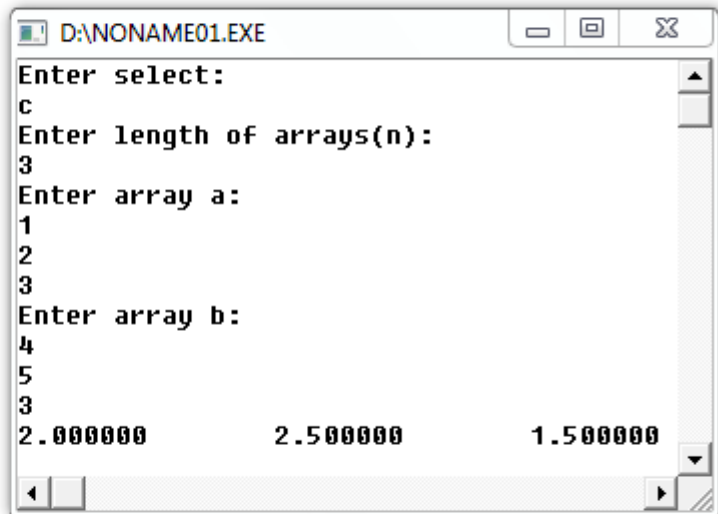 D:\NONAME01.EXE
Enter select:
c
Enter length of arrays(n):
3
Enter array a:
1
2
3
Enter array b:
4
5
3
2.000000 2.500000 1.500000